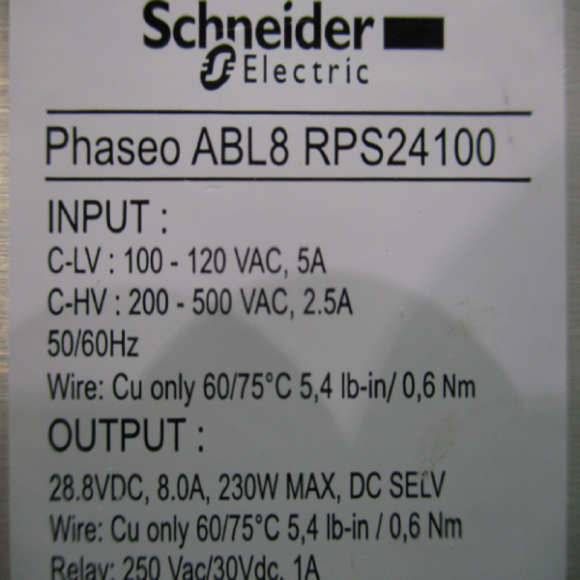 Schneider
Electric
Phaseo ABL8 RPS24100
INPUT :
C-LV : 100 - 120 VAC, 5A
C-HV : 200 - 500 VAC, 2.5A
50/60Hz
Wire: Cu only 60/75°C 5,4 lb-in/ 0,6 Nm
OUTPUT :
28.8VDC, 8.0A, 230W MAX, DC SELV
Wire: Cu only 60/75°C 5,4 lb-in / 0,6 Nm
Relay: 250 Vac/30Vdc, 1A